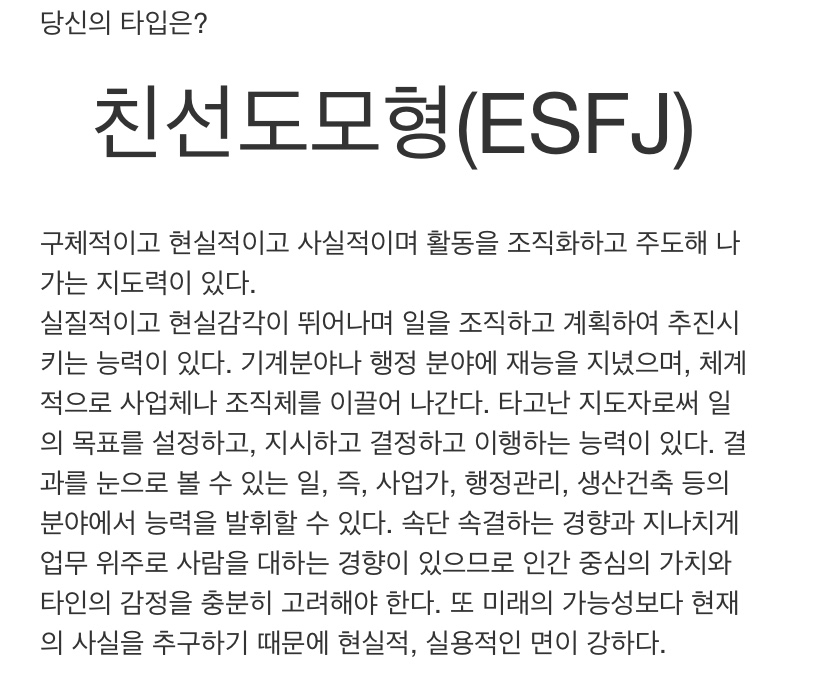 당신의 타입은?
친선도모형(ESFJ)
구체적이고 현실적이고 사실적이며 활동을 조직화하고 주도해 나
가는 지도력이 있다.
실질적이고 현실감각이 뛰어나며 일을 조직하고 계획하여 추진시
키는 능력이 있다. 기계분야나 행정 분야에 재능을 지녔으며, 체계
적으로 사업체나 조직체를 이끌어 나간다. 타고난 지도자로써 일
의 목표를 설정하고, 지시하고 결정하고 이행하는 능력이 있다. 결
과를 눈으로 볼 수 있는 일, 즉, 사업가, 행정관리, 생산건축 등의
분야에서 능력을 발휘할 수 있다. 속단 속결하는 경향과 지나치게
업무 위주로 사람을 대하는 경향이 있으므로 인간 중심의 가치와
타인의 감정을 충분히 고려해야 한다. 또 미래의 가능성보다 현재
의 사실을 추구하기 때문에 현실적, 실용적인 면이 강하다.